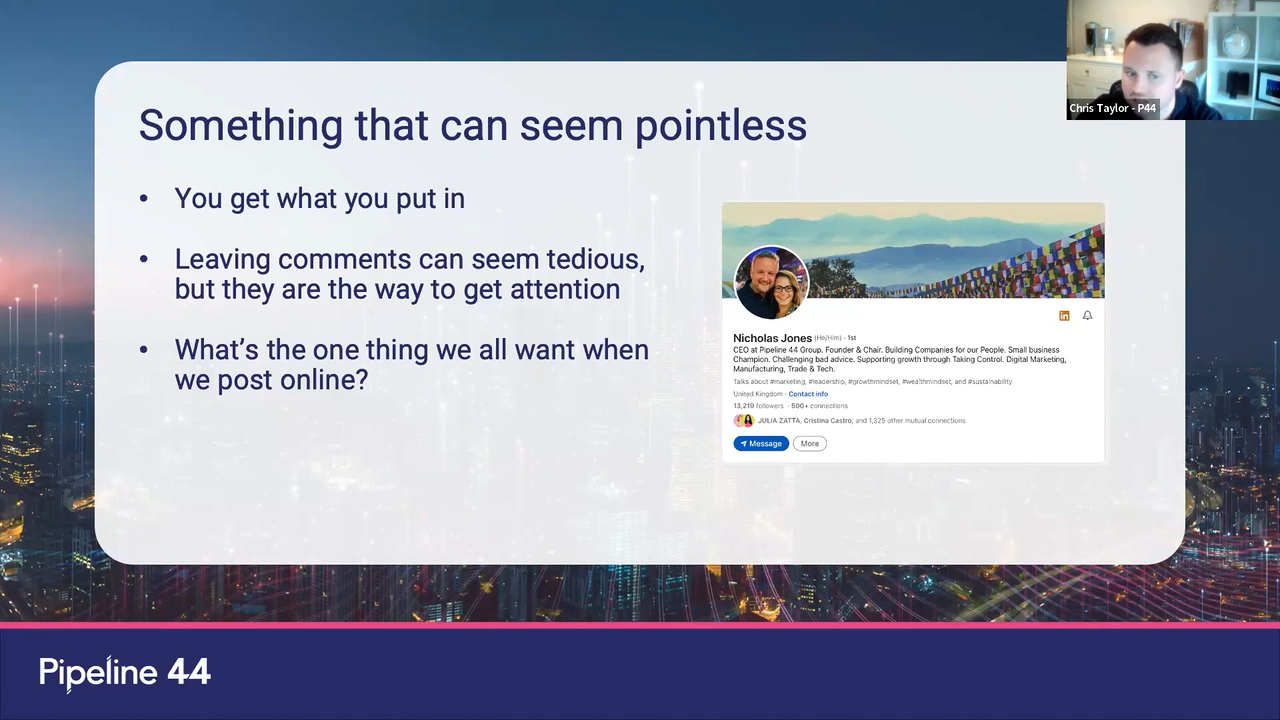 Something that can seem pointless
• You get what you put in
• Leaving comments can seem tedious,
but they are the way to get attention
• What's the one thing we all want when
we post online?
Chris Taylor - P44
in
Nicholas Jones (He/Him) · 1st
CEO at Pipeline 44 Group. Founder & Chair. Building Companies for our People. Small business
Champion. Challenging bad advice. Supporting growth through Taking Control. Digital Marketing,
Manufacturing, Trade & Tech.
Talks about #marketing, #leadership, #growthmindset, #wealthmindset, and #sustainability
United Kingdom · Contact info
13,219 followers · 500+ connections
JULIA ZATTA, Cristina Castro, and 1,325 other mutual connections
Message
More
Pipeline 44